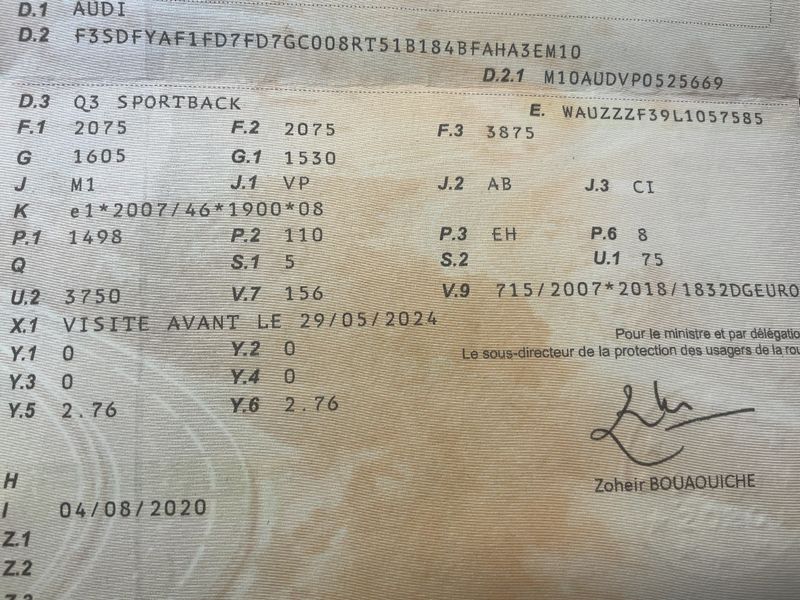 D.1 AUDI
D.2 F3SDFYAF1FD7FD7GC008RT51B184BFAHA3EM10
D.2.1 M10AUDVP0525669
D.3 Q3 SPORTBACK
E. WAUZZZF39L1057585
F.1 2075 F.2 2075 F.3 3875
G 1605 G.1 1530
J M1 J.1 VP J.2 AB J.3 CI
K e1*2007/46*1900*08
P.1 1498 P.2 110 P.3 EH P.6 8
Q S.1 5 S.2 U.1 75
U.2 3750 V.7 156 V.9 715/2007*2018/1832DGEURO
X.1 VISITE AVANT LE 29/05/2024
Pour le ministre et par délégatio
Y.1 0 Y.2 0
Le sous-directeur de la protection des usagers de la rou
Y.3 0 Y.4 0
Y.5 2.76 Y.6 2.76
Zoheir BOUAOUICHE
H
I 04/08/2020
Z.1
Z.2